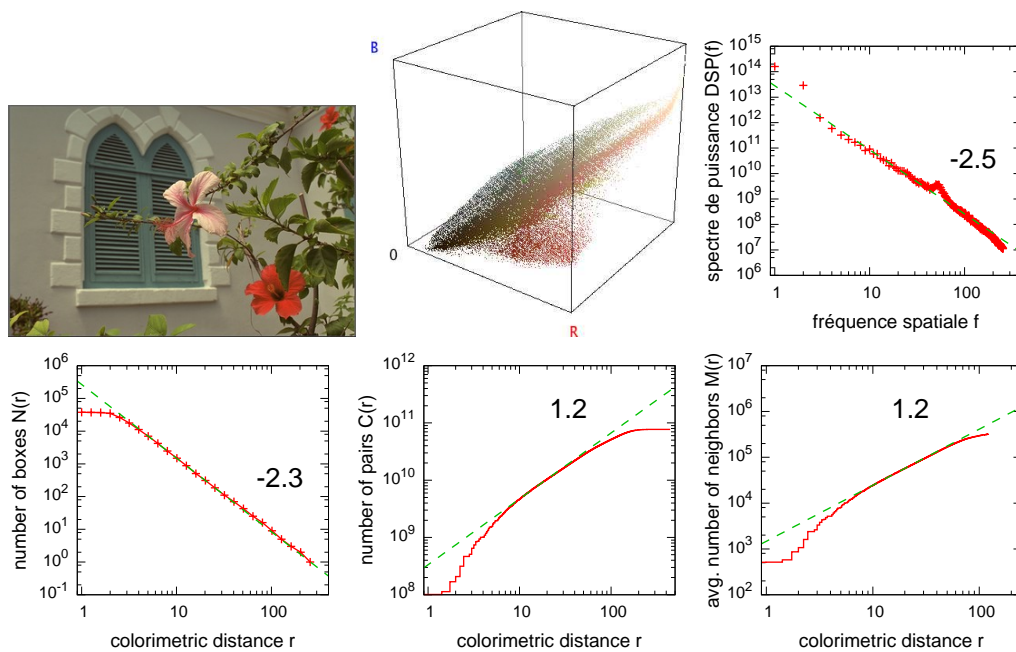 B
0
R
spectre de puissance DSP(f)
10^15
10^14
10^13
10^12
10^11
10^10
10^9
10^8
10^7
10^6
-2.5
1 10 100
fréquence spatiale f
number of boxes N(r)
10^6
10^5
10^4
10^3
10^2
10^1
10^0
10^-1
-2.3
1 10 100
colorimetric distance r
number of pairs C(r)
10^12
10^11
10^10
10^9
10^8
1.2
1 10 100
colorimetric distance r
avg. number of neighbors M(r)
10^7
10^6
10^5
10^4
10^3
10^2
1.2
1 10 100
colorimetric distance r